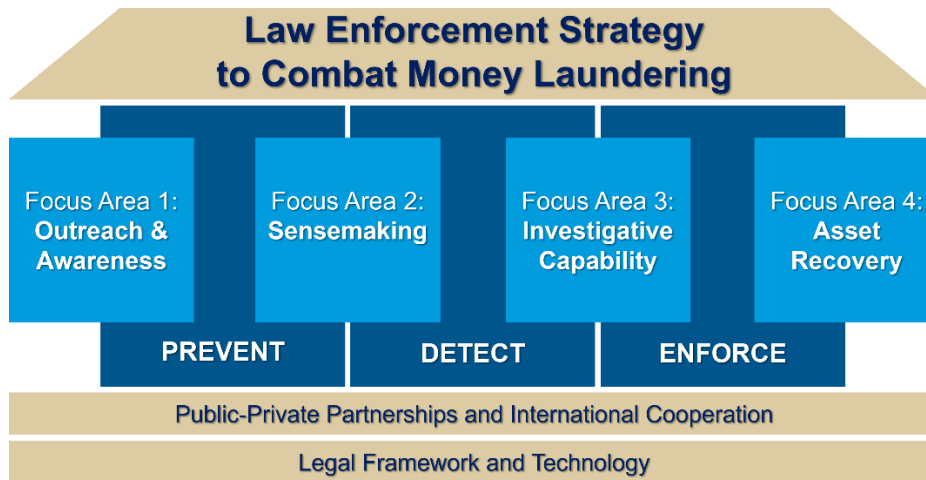 Law Enforcement Strategy
to Combat Money Laundering
Focus Area 1:
Outreach &
Awareness
Focus Area 2:
Sensemaking
Focus Area 3:
Investigative
Capability
Focus Area 4:
Asset
Recovery
PREVENT
DETECT
ENFORCE
Public-Private Partnerships and International Cooperation
Legal Framework and Technology